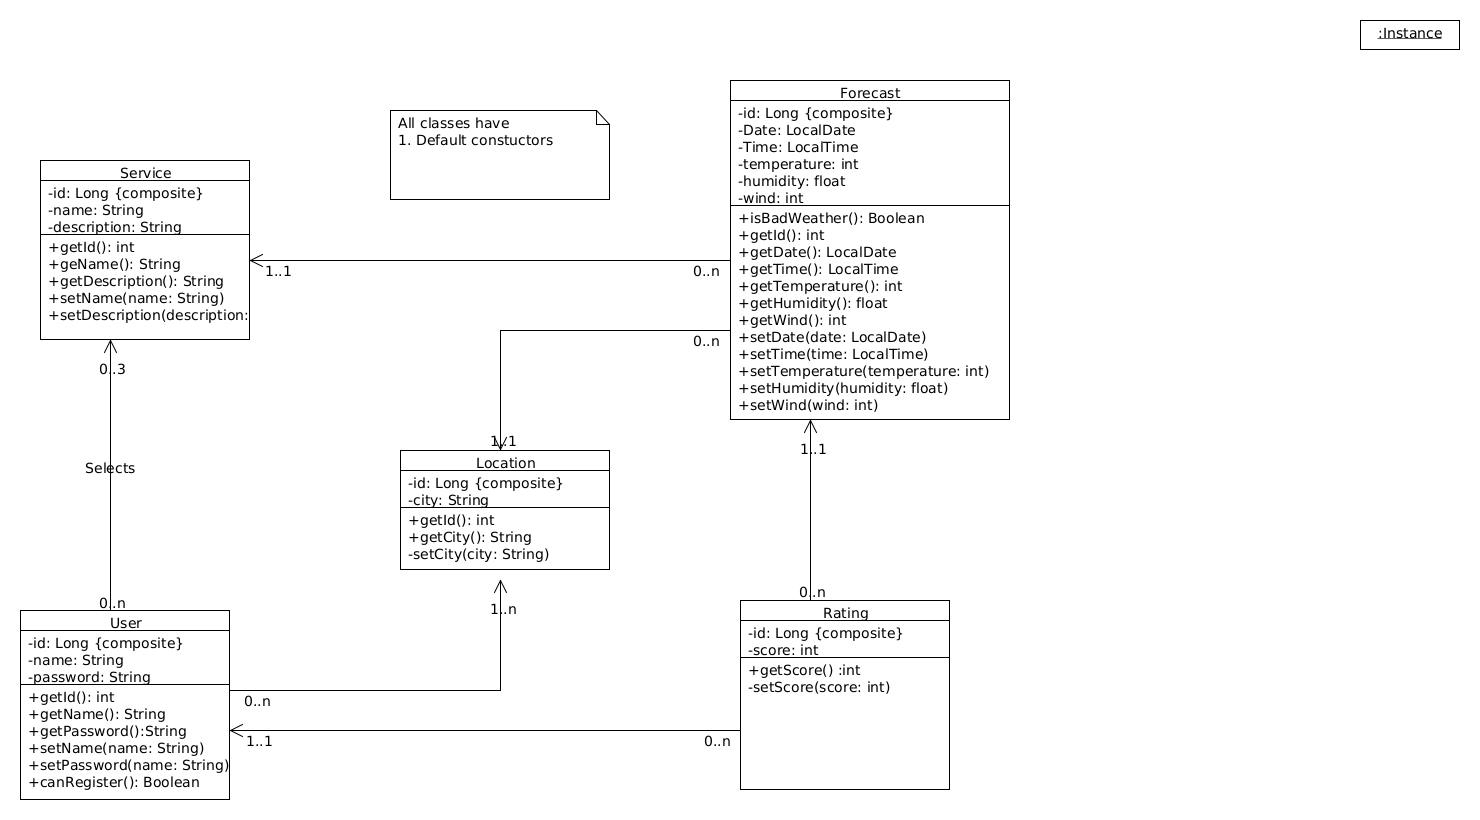 :Instance
Forecast
-id: Long {composite}
-Date: LocalDate
-Time: LocalTime
-temperature: int
-humidity: float
-wind: int
+isBadWeather(): Boolean
+getId(): int
+getDate(): LocalDate
+getTime(): LocalTime
+getTemperature(): int
+getHumidity(): float
+getWind(): int
+setDate(date: LocalDate)
+setTime(time: LocalTime)
+setTemperature(temperature: int)
+setHumidity(humidity: float)
+setWind(wind: int)
All classes have
1. Default constuctors
Service
-id: Long {composite}
-name: String
-description: String
+getId(): int
+geName(): String
+getDescription(): String
+setName(name: String)
+setDescription(description:
1..1
0..n
0..n
0..3
1..1
1..1
Selects
Location
-id: Long {composite}
-city: String
+getId(): int
+getCity(): String
-setCity(city: String)
0..n
1..n
0..n
User
-id: Long {composite}
-name: String
-password: String
+getId(): int
+getName(): String
+getPassword():String
+setName(name: String)
+setPassword(name: String)
+canRegister(): Boolean
0..n
1..1
0..n
Rating
-id: Long {composite}
-score: int
+getScore() :int
-setScore(score: int)